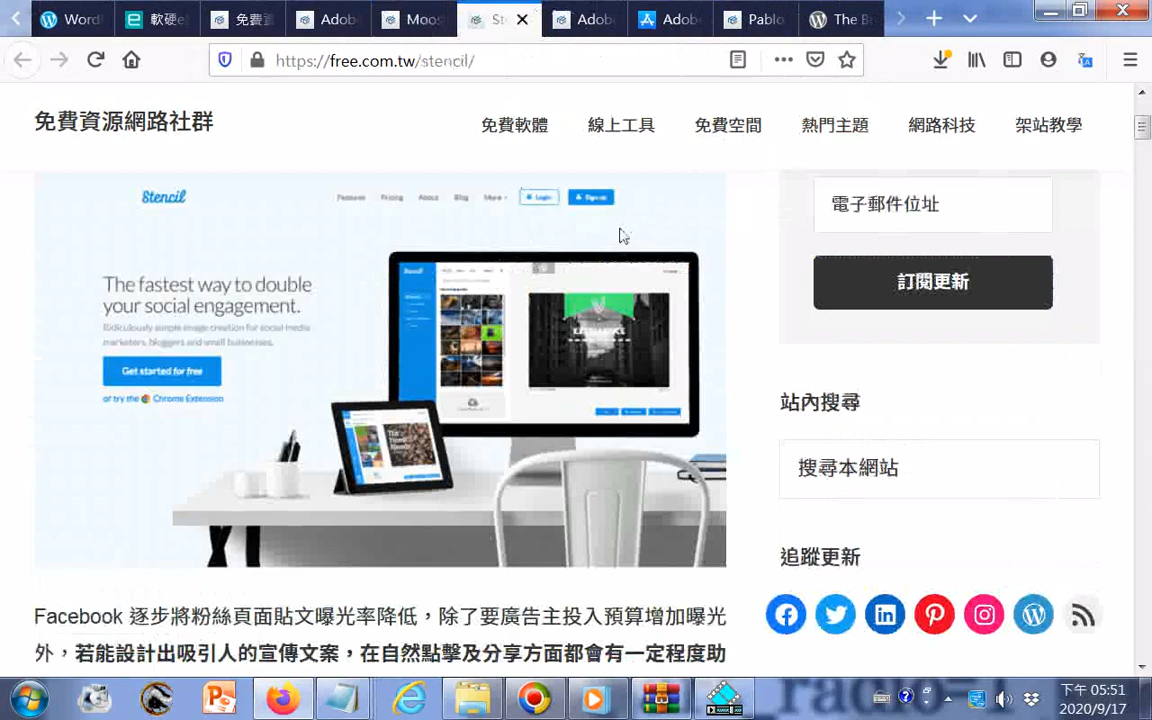 Word
軟硬e
免費
Adob
Moos
St
Adob
Adob
Pablo
The B
https://free.com.tw/stencil/
免費資源網路社群
免費軟體
線上工具
免費空間
熱門主題
網路科技
架站教學
Stencil
Features Pricing About Blog More Login Sign up
The fastest way to double
your social engagement.
Ridiculously simple image creation for social media
marketers, bloggers and small businesses.
Get started for free
or try the Chrome Extension
電子郵件位址
訂閱更新
站內搜尋
搜尋本網站
追蹤更新
Facebook 逐步將粉絲頁面貼文曝光率降低，除了要廣告主投入預算增加曝光
外，若能設計出吸引人的宣傳文案，在自然點擊及分享方面都會有一定程度助
下午 05:51
2020/9/17